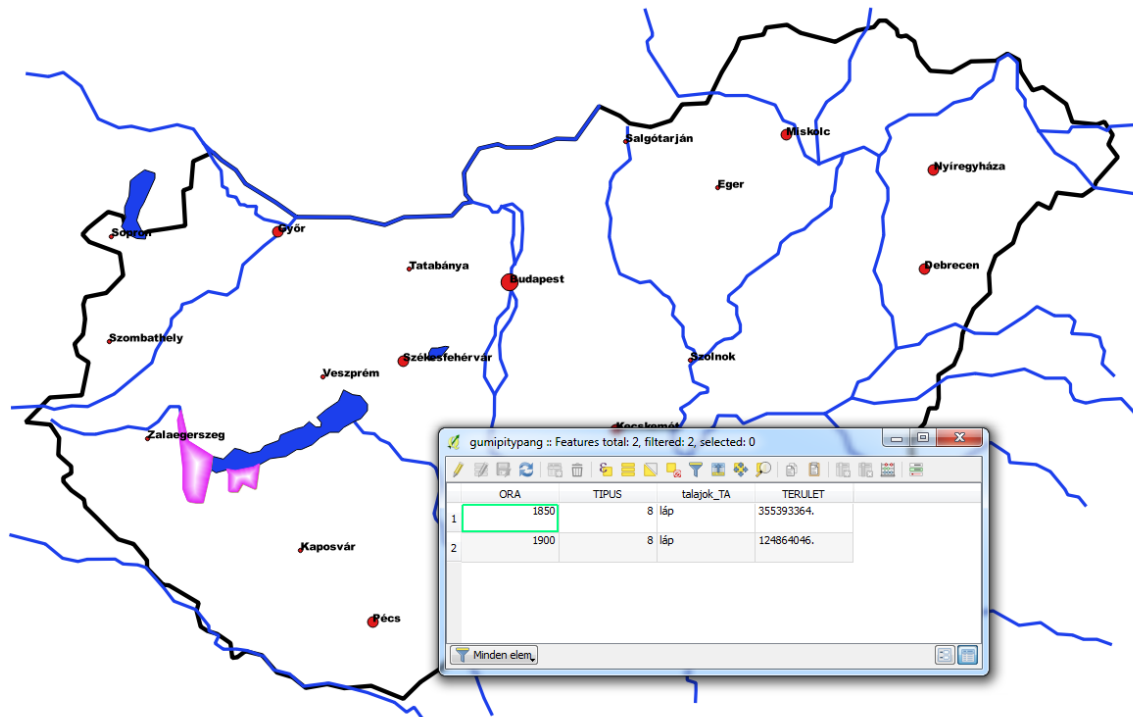 Salgótarján
Miskolc
Nyíregyháza
Eger
Sopron
Győr
Tatabánya
Budapest
Debrecen
Szombathely
Székesfehérvár
Veszprém
Szolnok
Zalaegerszeg
Kecskemét
gumipitypang :: Features total: 2, filtered: 2, selected: 0
ORA TIPUS talajok_TA TERULET
1 1850 8 láp 355393364.
2 1900 8 láp 124864046.
Kaposvár
Pécs
Minden elem